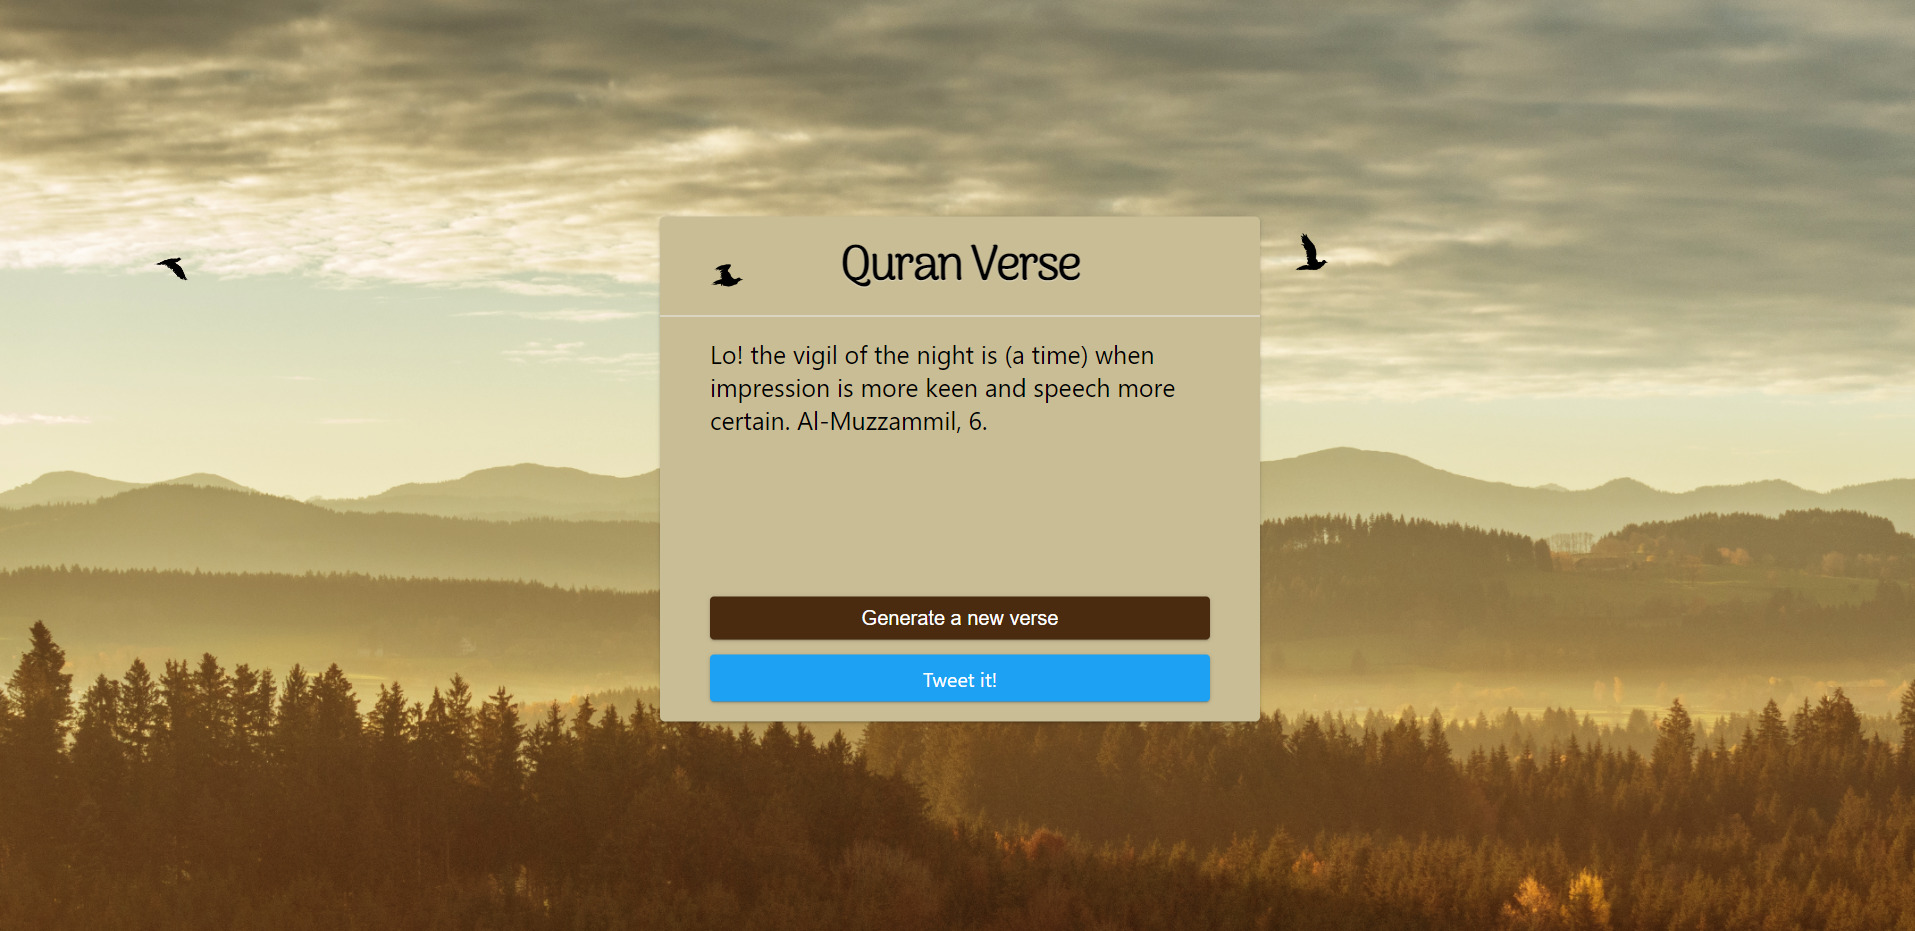 Quran Verse
Lo! the vigil of the night is (a time) when
impression is more keen and speech more
certain. Al-Muzzammil, 6.
Generate a new verse
Tweet it!